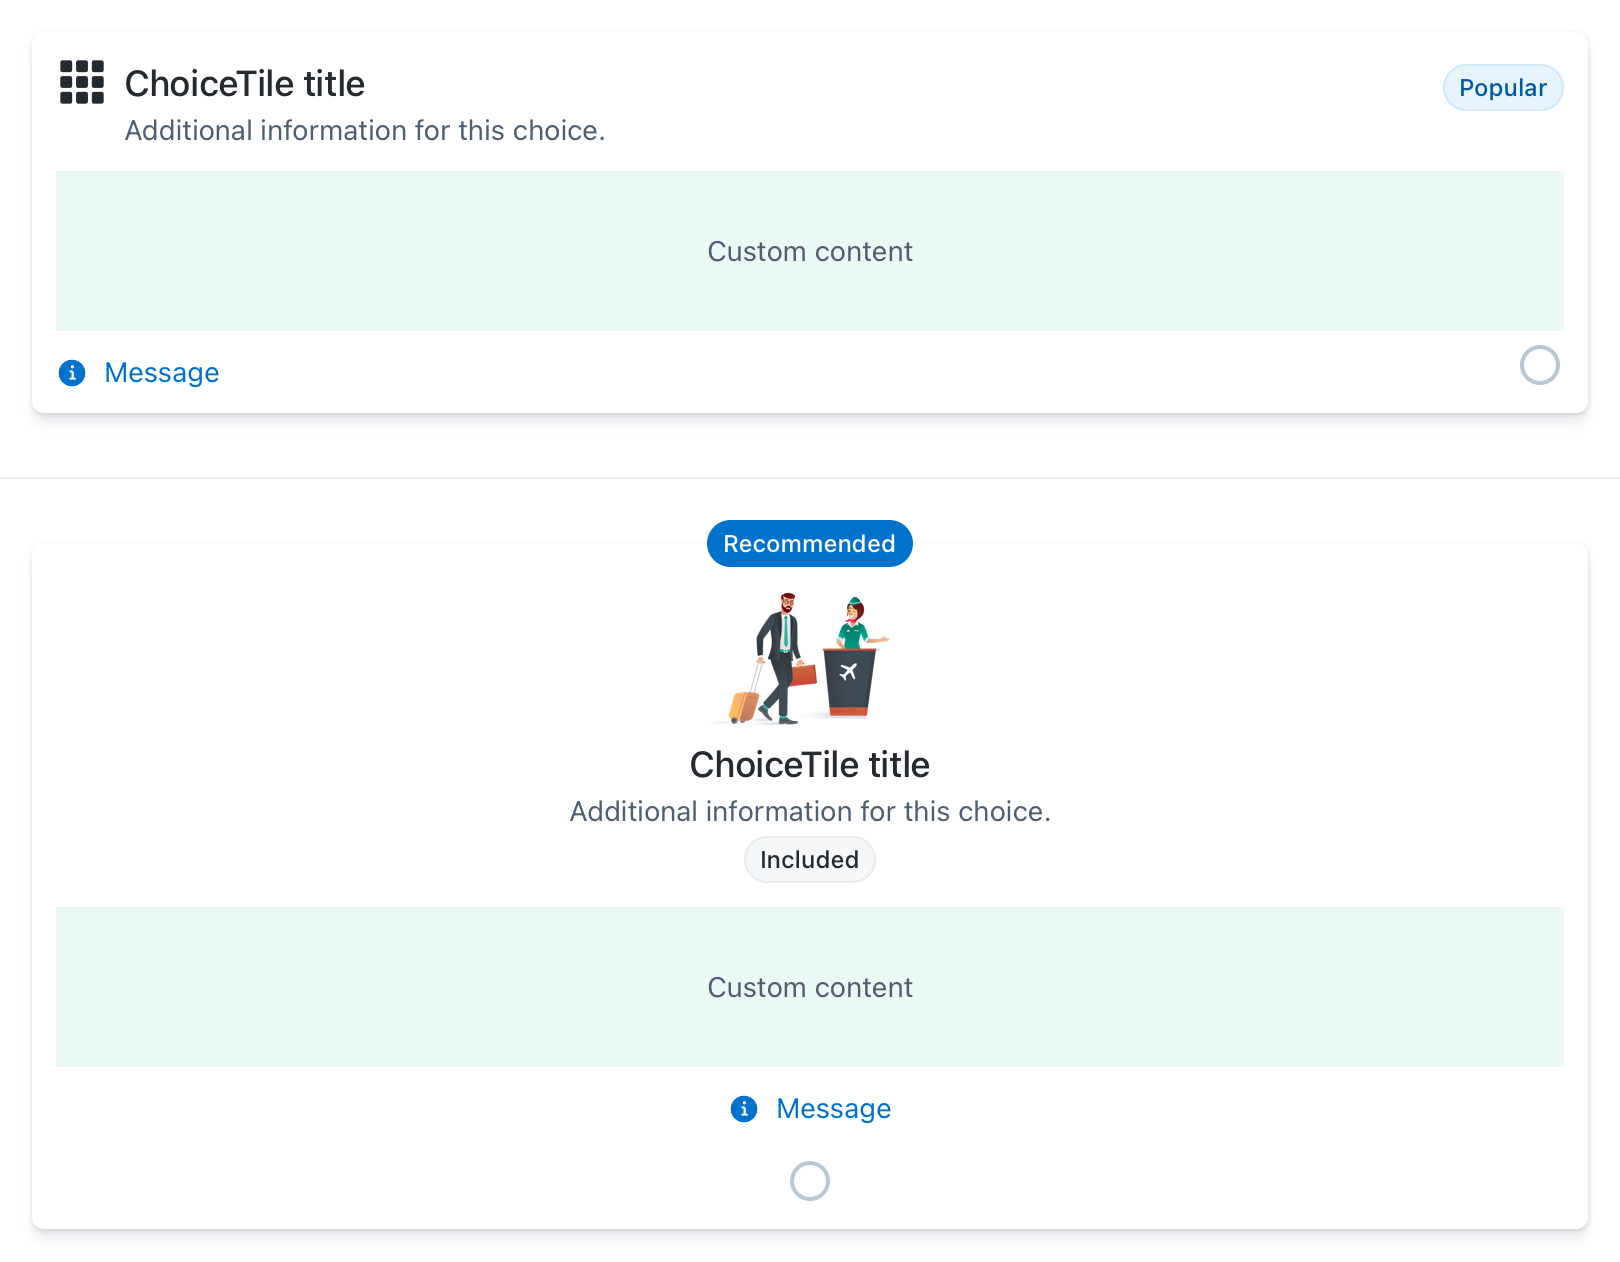 ChoiceTile title
Popular
Additional information for this choice.
Custom content
Message
Recommended
ChoiceTile title
Additional information for this choice.
Included
Custom content
Message